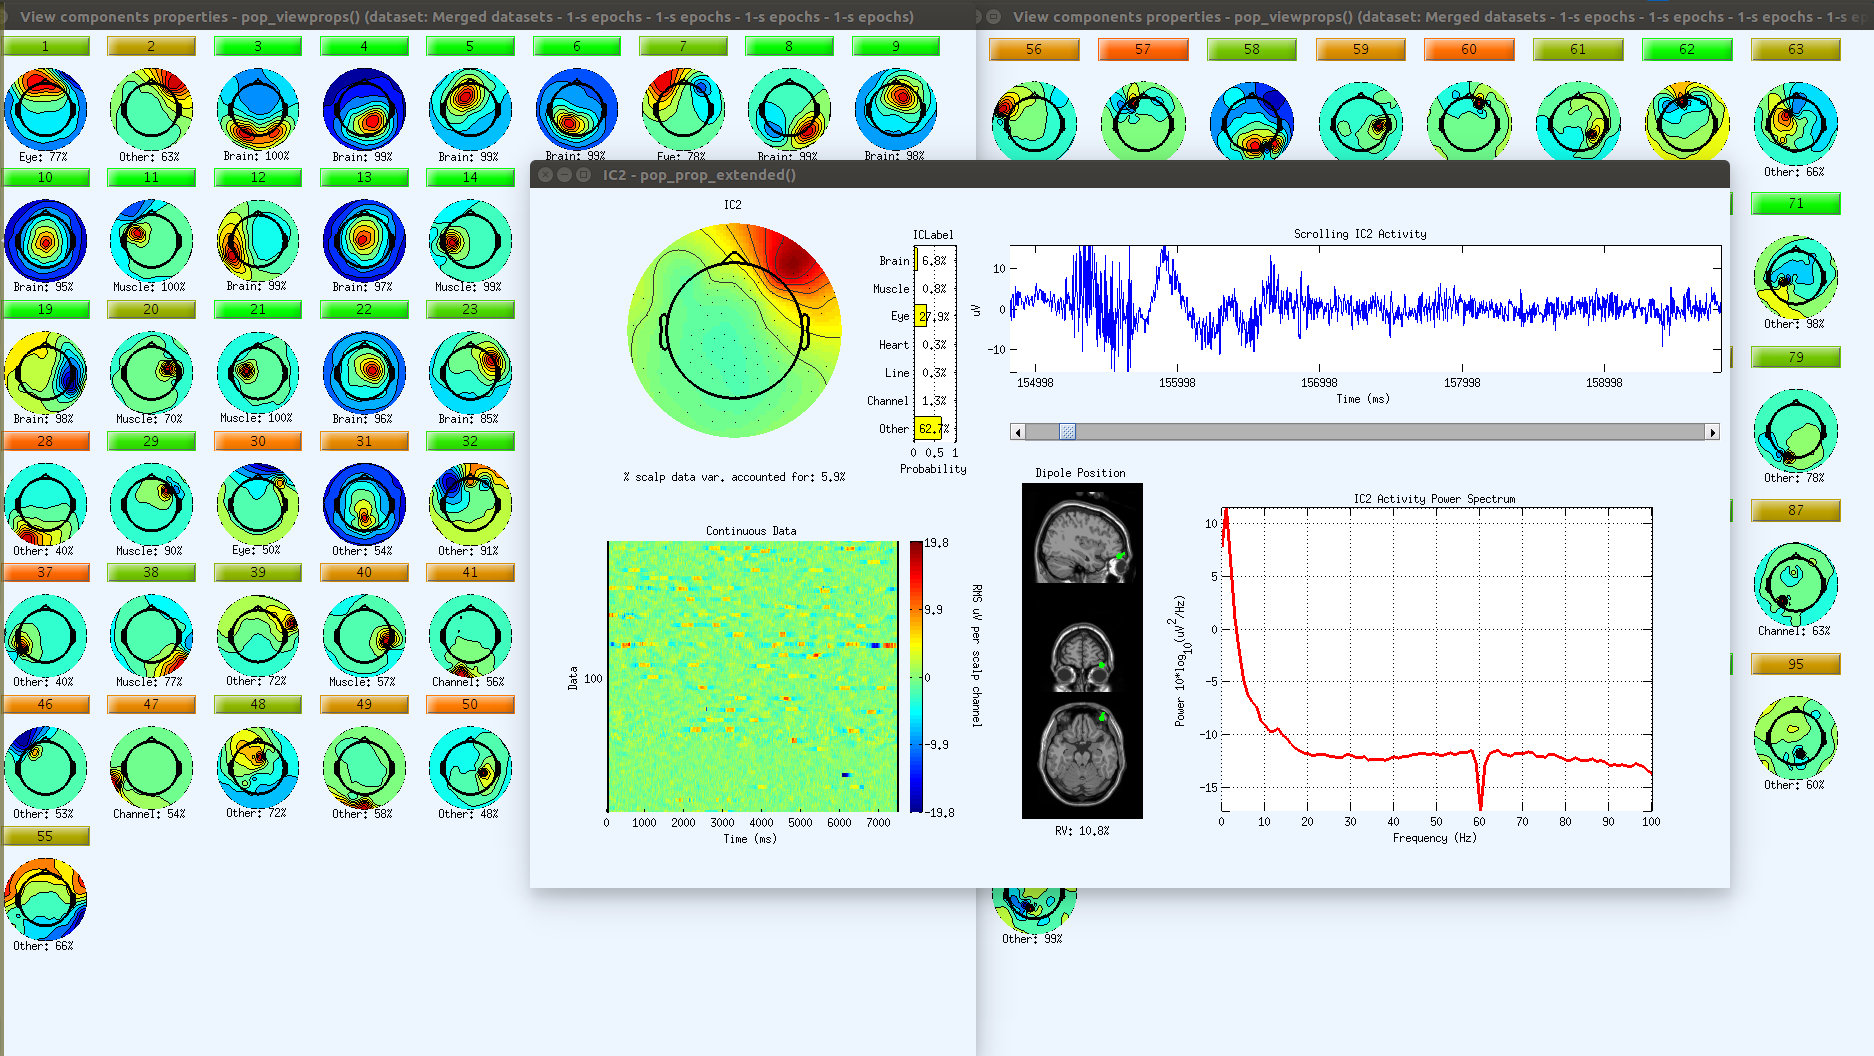 View components properties - pop_viewprops() (dataset: Merged datasets - 1-s epochs - 1-s epochs - 1-s epochs - 1-s epochs)
1 2 3 4 5 6 7 8 9
Eye: 77% Other: 63% Brain: 100% Brain: 99% Brain: 99% Brain: 99% Eye: 78% Brain: 99% Brain: 98%
10 11 12 13 14
Brain: 95% Muscle: 100% Brain: 99% Brain: 97% Muscle: 99%
19 20 21 22 23
Brain: 98% Muscle: 70% Muscle: 100% Brain: 96% Brain: 85%
28 29 30 31 32
Other: 40% Muscle: 90% Eye: 50% Other: 54% Other: 91%
37 38 39 40 41
Other: 40% Muscle: 77% Other: 72% Muscle: 57% Channel: 56%
46 47 48 49 50
Other: 53% Channel: 54% Other: 72% Other: 58% Other: 48%
55
Other: 66%
View components properties - pop_viewprops() (dataset: Merged datasets - 1-s epochs - 1-s epochs - 1-s epochs - 1-s ep
56 57 58 59 60 61 62 63
Other: 66%
71
Other: 98%
79
Other: 78%
87
Channel: 63%
95
Other: 60%
Other: 99%
IC2 - pop_prop_extended()
IC2
% scalp data var. accounted for: 5.9%
ICLabel
Brain 6.8%
Muscle 0.8%
Eye 27.9%
Heart 0.3%
Line 0.3%
Channel 1.3%
Other 62.7%
0 0.5 1
Probability
Scrolling IC2 Activity
uV
10
0
-10
154998 155998 156998 157998 158998
Time (ms)
Continuous Data
Data
100
0 1000 2000 3000 4000 5000 6000 7000
Time (ms)
19.8
9.9
0
-9.9
-19.8
RMS uV per scalp channel
Dipole Position
RV: 10.8%
IC2 Activity Power Spectrum
Power 10*log10(uV2/Hz)
10
5
0
-5
-10
-15
0 10 20 30 40 50 60 70 80 90 100
Frequency (Hz)